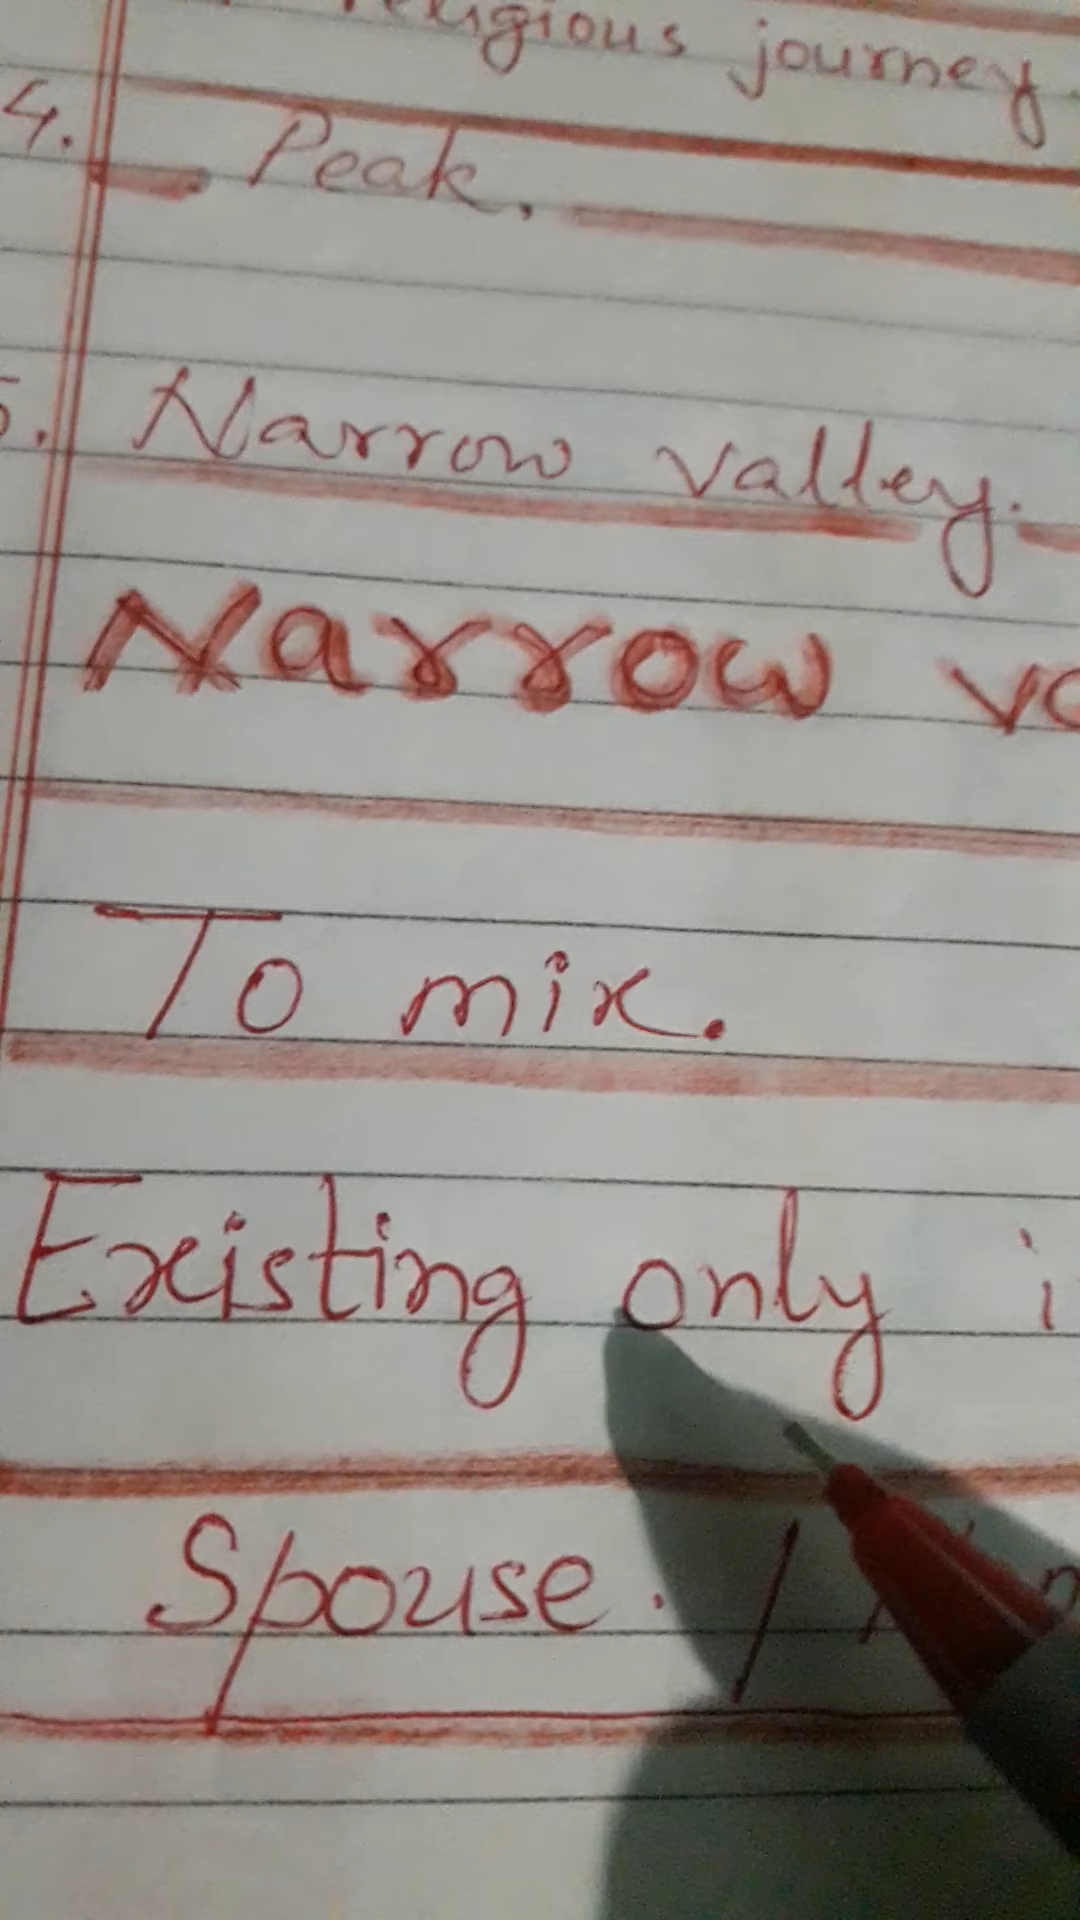 religious journey.
4. Peak.
5. Narrow valley.
Narrow
To mix.
Existing only
Spouse.